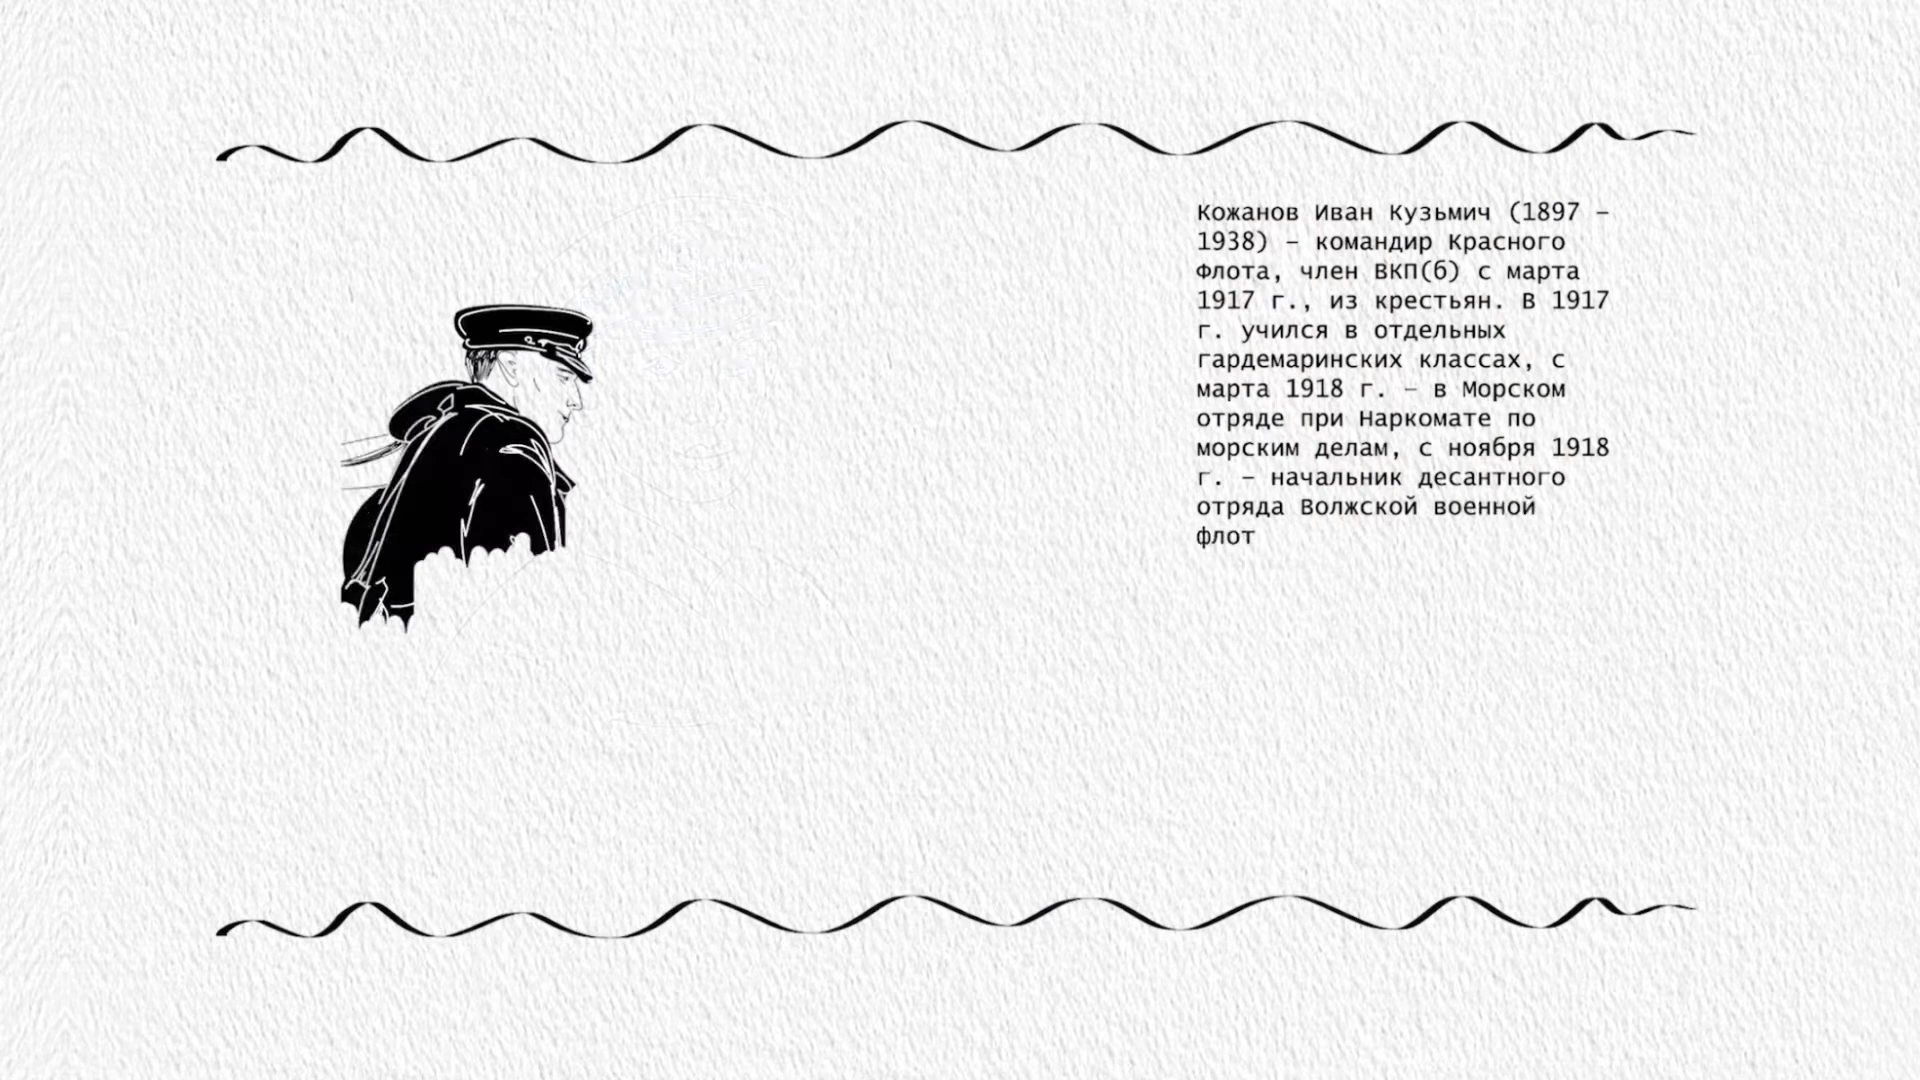 Кожанов Иван Кузьмич (1897 –
1938) – командир Красного
Флота, член ВКП(б) с марта
1917 г., из крестьян. В 1917
г. учился в отдельных
гардемаринских классах, с
марта 1918 г. – в Морском
отряде при Наркомате по
морским делам, с ноября 1918
г. – начальник десантного
отряда Волжской военной
флот